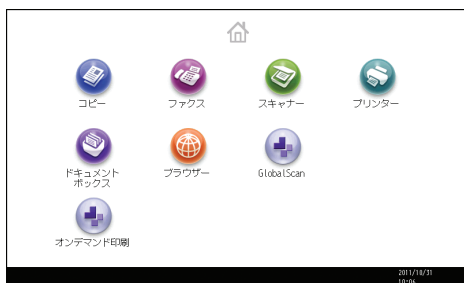 コピー
ファクス
スキャナー
プリンター
ドキュメント
ボックス
ブラウザー
GlobalScan
オンデマンド印刷
2011/10/31
10:06